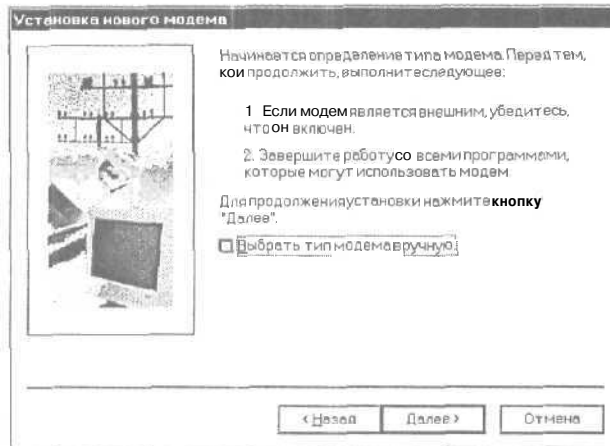 Установка нового модема
Начинается определение типа модема. Перед тем,
кои продолжить, выполните следующее:
1 Если модем является внешним, убедитесь,
что он включен.
2. Завершите работу со всеми программами,
которые могут использовать модем.
Для продолжения установки нажмите кнопку
"Далее".
Выбрать тип модема вручную.
< Назад
Далее >
Отмена